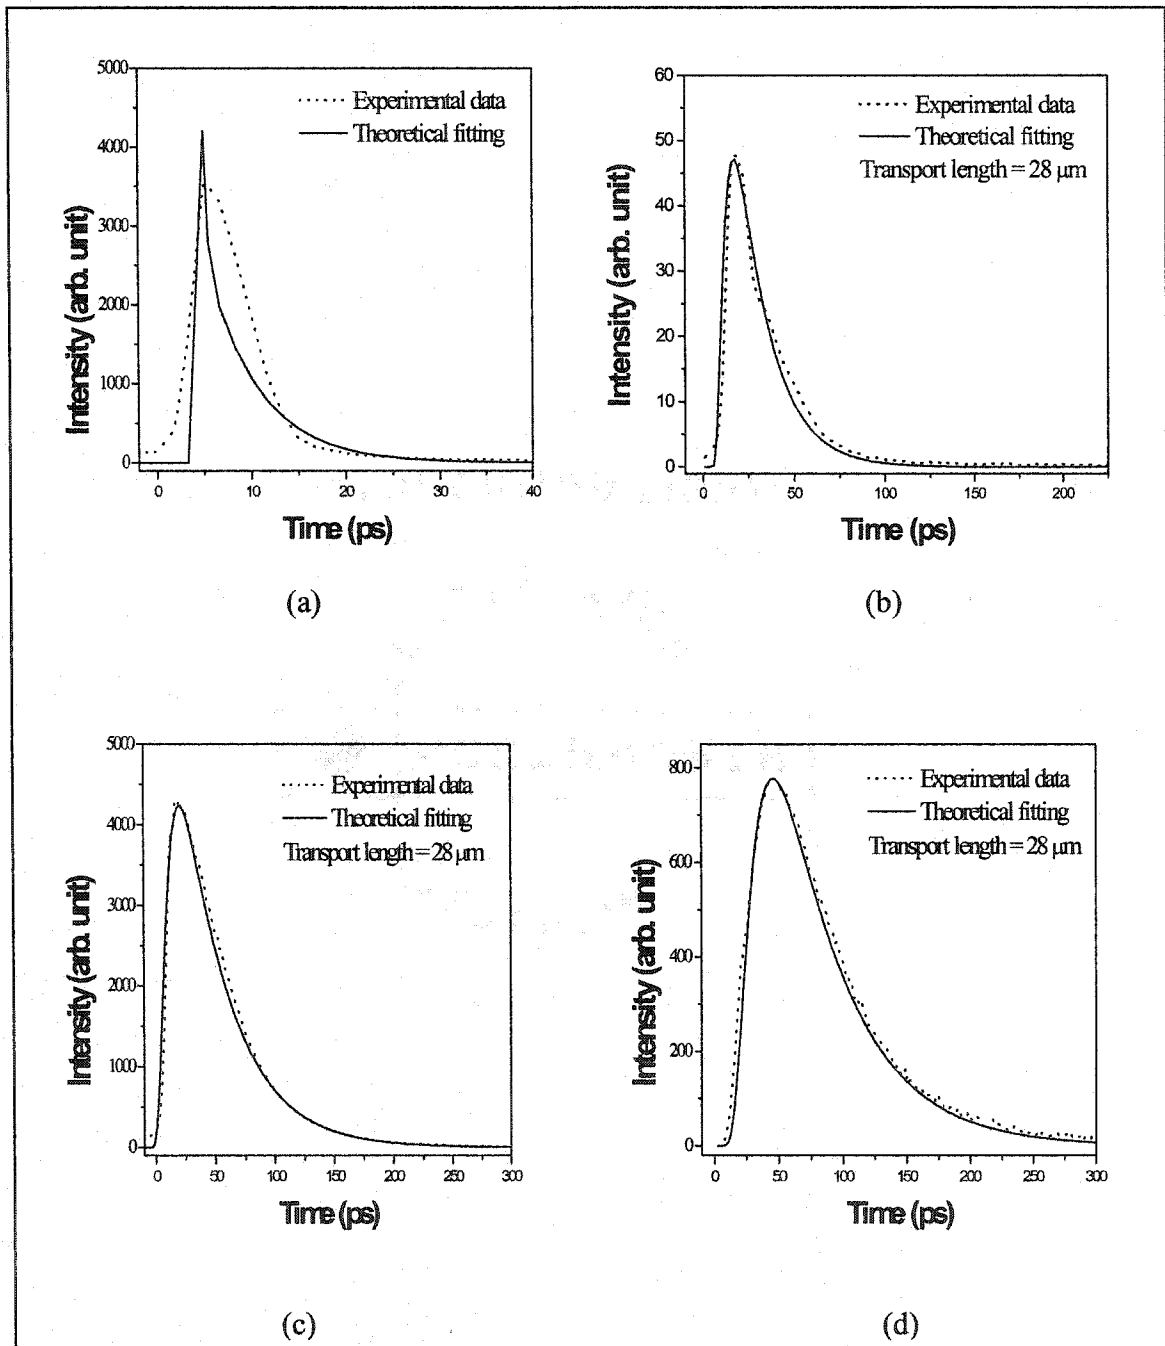 5000
4000
3000
2000
1000
0
Intensity (arb. unit)
Experimental data
Theoretical fitting
0 10 20 30 40
Time (ps)
(a)
60
50
40
30
20
10
0
Intensity (arb. unit)
Experimental data
Theoretical fitting
Transport length = 28 μm
0 50 100 150 200
Time (ps)
(b)
5000
4000
3000
2000
1000
0
Intensity (arb. unit)
Experimental data
Theoretical fitting
Transport length = 28 μm
0 50 100 150 200 250 300
Time (ps)
(c)
800
600
400
200
0
Intensity (arb. unit)
Experimental data
Theoretical fitting
Transport length = 28 μm
0 50 100 150 200 250 300
Time (ps)
(d)